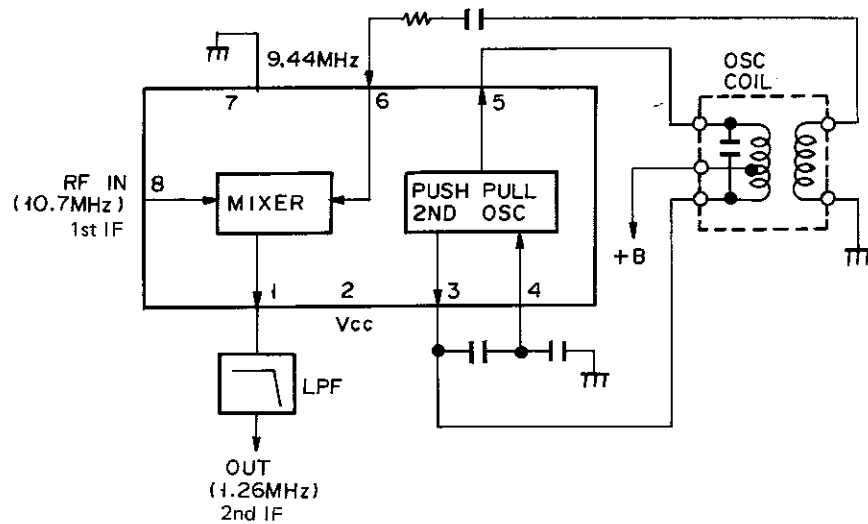 9.44MHz
OSC
COIL
7
6
5
RF IN
(10.7MHz)
1st IF
8
MIXER
PUSH PULL
2ND OSC
+B
1
2
3
4
Vcc
LPF
OUT
(1.26MHz)
2nd IF